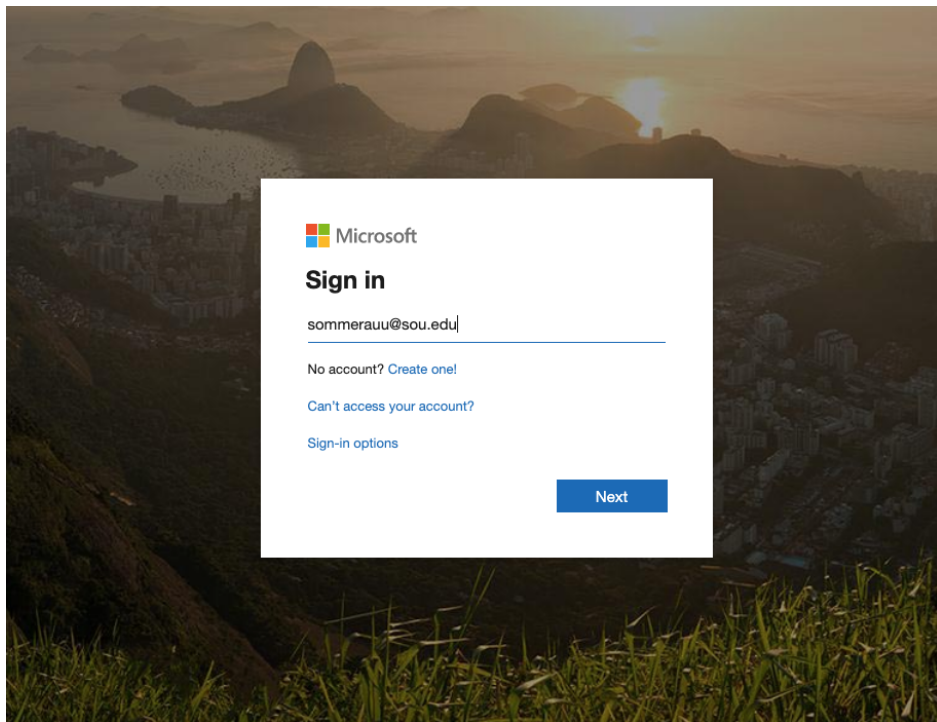 Microsoft
Sign in
sommerauu@sou.edu
No account? Create one!
Can't access your account?
Sign-in options
Next